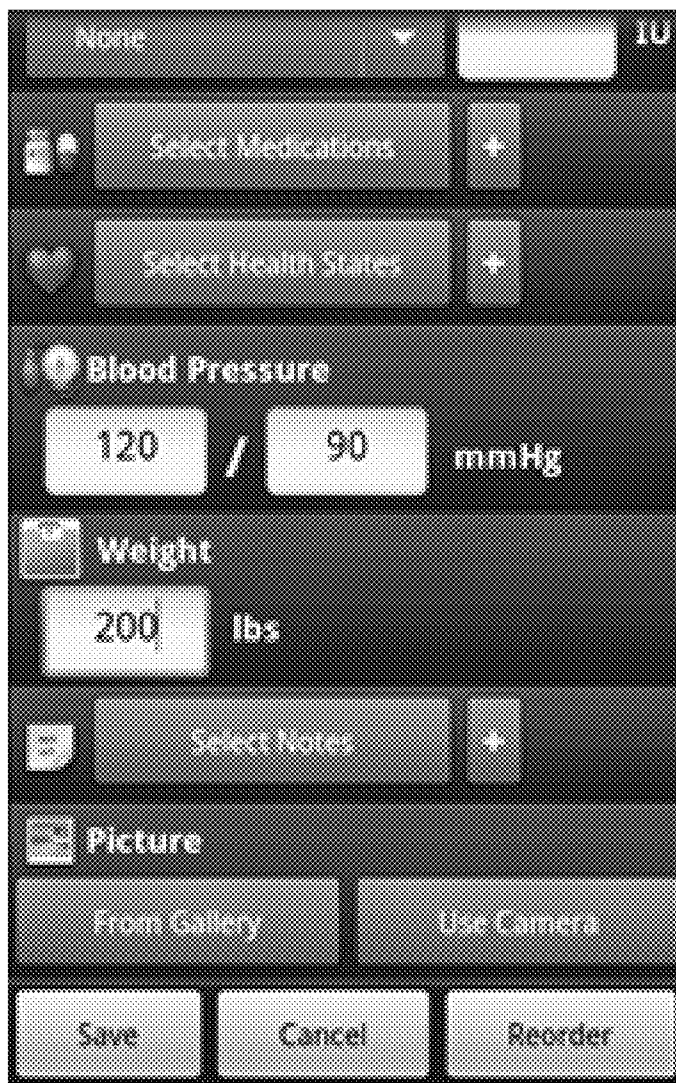 None IU
Select Medications +
Select Health States +
Blood Pressure
120 / 90 mmHg
Weight
200 lbs
Select Notes +
Picture
From Gallery Use Camera
Save Cancel Reorder